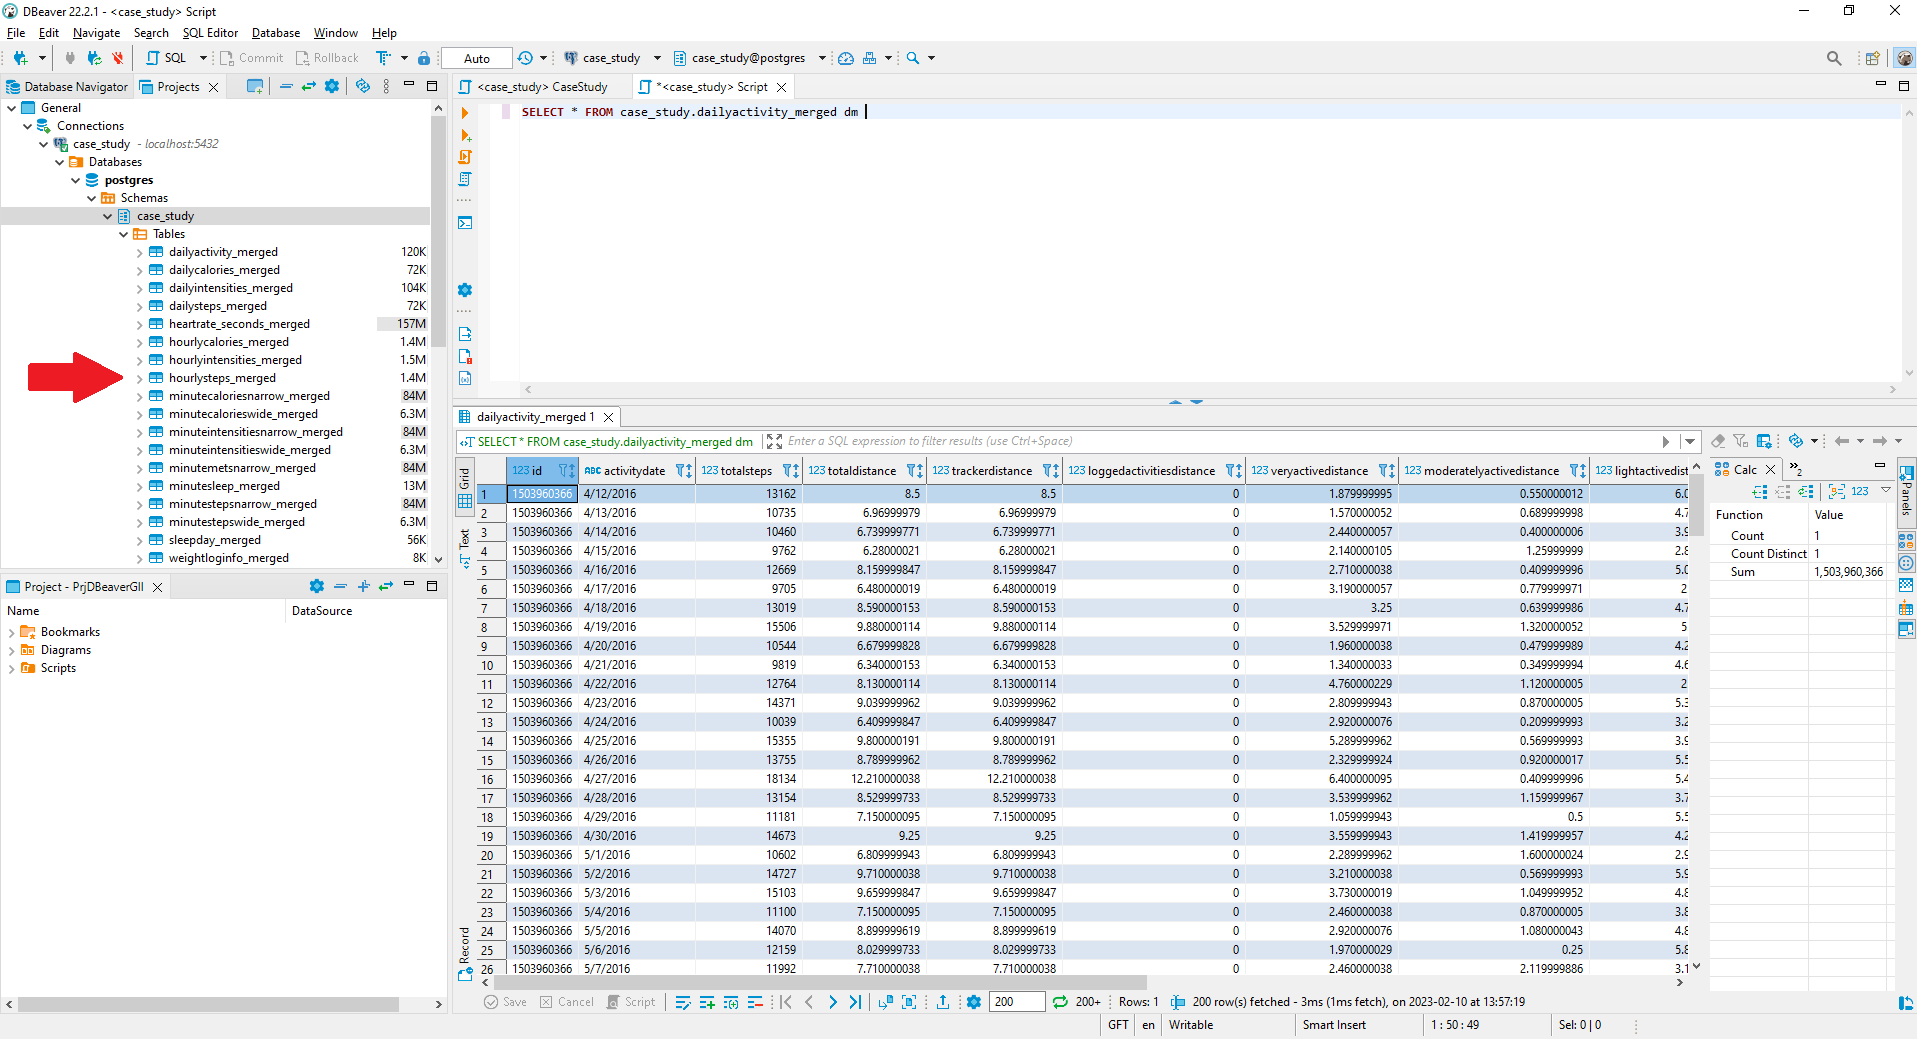 DBeaver 22.2.1 - <case_study> Script
File Edit Navigate Search SQL Editor Database Window Help
SQL Commit Rollback Auto case_study case_study@postgres
Database Navigator Projects
General
Connections
case_study - localhost:5432
Databases
postgres
Schemas
case_study
Tables
dailyactivity_merged 120K
dailycalories_merged 72K
dailyintensities_merged 104K
dailysteps_merged 72K
heartrate_seconds_merged 157M
hourlycalories_merged 1.4M
hourlyintensities_merged 1.5M
hourlysteps_merged 1.4M
minutecaloriesnarrow_merged 84M
minutecalorieswide_merged 6.3M
minuteintensitiesnarrow_merged 84M
minuteintensitieswide_merged 6.3M
minutemetsnarrow_merged 84M
minutesleep_merged 13M
minutestepsnarrow_merged 84M
minutestepswide_merged 6.3M
sleepday_merged 56K
weightloginfo_merged 8K
Project - PrjDBeaverGII
Name DataSource
Bookmarks
Diagrams
Scripts
<case_study> CaseStudy *<case_study> Script
SELECT * FROM case_study.dailyactivity_merged dm
dailyactivity_merged 1
SELECT * FROM case_study.dailyactivity_merged dm Enter a SQL expression to filter results (use Ctrl+Space)
Grid
Text
Record
123 id ABC activitydate 123 totalsteps 123 totaldistance 123 trackerdistance 123 loggedactivitiesdistance 123 veryactivedistance 123 moderatelyactivedistance 123 lightactivedist
1 1503960366 4/12/2016 13162 8.5 8.5 0 1.879999995 0.550000012 6.0
2 1503960366 4/13/2016 10735 6.96999979 6.96999979 0 1.570000052 0.689999998 4.7
3 1503960366 4/14/2016 10460 6.739999771 6.739999771 0 2.440000057 0.400000006 3.9
4 1503960366 4/15/2016 9762 6.28000021 6.28000021 0 2.140000105 1.25999999 2.8
5 1503960366 4/16/2016 12669 8.159999847 8.159999847 0 2.710000038 0.409999996 5.0
6 1503960366 4/17/2016 9705 6.480000019 6.480000019 0 3.190000057 0.779999971 2
7 1503960366 4/18/2016 13019 8.590000153 8.590000153 0 3.25 0.639999986 4.7
8 1503960366 4/19/2016 15506 9.880000114 9.880000114 0 3.529999971 1.320000052 5
9 1503960366 4/20/2016 10544 6.679999828 6.679999828 0 1.960000038 0.479999989 4.2
10 1503960366 4/21/2016 9819 6.340000153 6.340000153 0 1.340000033 0.349999994 4.6
11 1503960366 4/22/2016 12764 8.130000114 8.130000114 0 4.760000229 1.120000005 2
12 1503960366 4/23/2016 14371 9.039999962 9.039999962 0 2.809999943 0.870000005 5.3
13 1503960366 4/24/2016 10039 6.409999847 6.409999847 0 2.920000076 0.209999993 3.2
14 1503960366 4/25/2016 15355 9.800000191 9.800000191 0 5.289999962 0.569999993 3.9
15 1503960366 4/26/2016 13755 8.789999962 8.789999962 0 2.329999924 0.920000017 5.5
16 1503960366 4/27/2016 18134 12.210000038 12.210000038 0 6.400000095 0.409999996 5.4
17 1503960366 4/28/2016 13154 8.529999733 8.529999733 0 3.539999962 1.159999967 3.7
18 1503960366 4/29/2016 11181 7.150000095 7.150000095 0 1.059999943 0.5 5.5
19 1503960366 4/30/2016 14673 9.25 9.25 0 3.559999943 1.419999957 4.2
20 1503960366 5/1/2016 10602 6.809999943 6.809999943 0 2.289999962 1.600000024 2.9
21 1503960366 5/2/2016 14727 9.710000038 9.710000038 0 3.210000038 0.569999993 5.9
22 1503960366 5/3/2016 15103 9.659999847 9.659999847 0 3.730000019 1.049999952 4.8
23 1503960366 5/4/2016 11100 7.150000095 7.150000095 0 2.460000038 0.870000005 3.8
24 1503960366 5/5/2016 14070 8.899999619 8.899999619 0 2.920000076 1.080000043 4.8
25 1503960366 5/6/2016 12159 8.029999733 8.029999733 0 1.970000029 0.25 5.8
26 1503960366 5/7/2016 11992 7.710000038 7.710000038 0 2.460000038 2.119999886 3.1
Calc 2
123
Function Value
Count 1
Count Distinct 1
Sum 1,503,960,366
Panels
Save Cancel Script 200 200+ Rows: 1 200 row(s) fetched - 3ms (1ms fetch), on 2023-02-10 at 13:57:19
GFT en Writable Smart Insert 1 : 50 : 49 Sel: 0 | 0